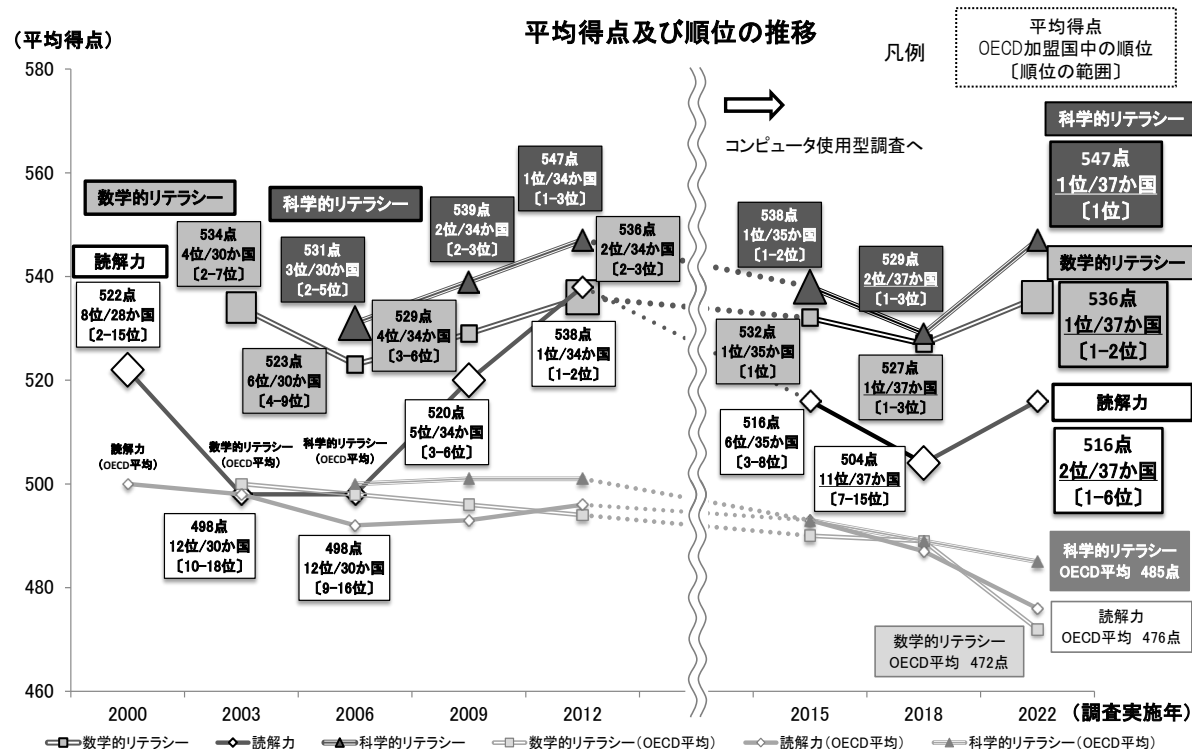 平均得点及び順位の推移
(平均得点)
凡例
平均得点
OECD加盟国中の順位
〔順位の範囲〕
コンピュータ使用型調査へ
580
560
540
520
500
480
460
数学的リテラシー
534点
4位/30か国
〔2-7位〕
523点
6位/30か国
〔4-9位〕
529点
4位/34か国
〔3-6位〕
536点
2位/34か国
〔2-3位〕
科学的リテラシー
531点
3位/30か国
〔2-5位〕
539点
2位/34か国
〔2-3位〕
547点
1位/34か国
〔1-3位〕
読解力
522点
8位/28か国
〔2-15位〕
498点
12位/30か国
〔10-18位〕
498点
12位/30か国
〔9-16位〕
520点
5位/34か国
〔3-6位〕
538点
1位/34か国
〔1-2位〕
読解力
(OECD平均)
数学的リテラシー
(OECD平均)
科学的リテラシー
(OECD平均)
538点
1位/35か国
〔1-2位〕
529点
2位/37か国
〔1-3位〕
532点
1位/35か国
〔1位〕
527点
1位/37か国
〔1-3位〕
516点
6位/35か国
〔3-8位〕
504点
11位/37か国
〔7-15位〕
科学的リテラシー
547点
1位/37か国
〔1位〕
数学的リテラシー
536点
1位/37か国
〔1-2位〕
読解力
516点
2位/37か国
〔1-6位〕
科学的リテラシー
OECD平均 485点
読解力
OECD平均 476点
数学的リテラシー
OECD平均 472点
2000
2003
2006
2009
2012
2015
2018
2022
(調査実施年)
数学的リテラシー
読解力
科学的リテラシー
数学的リテラシー(OECD平均)
読解力(OECD平均)
科学的リテラシー(OECD平均)